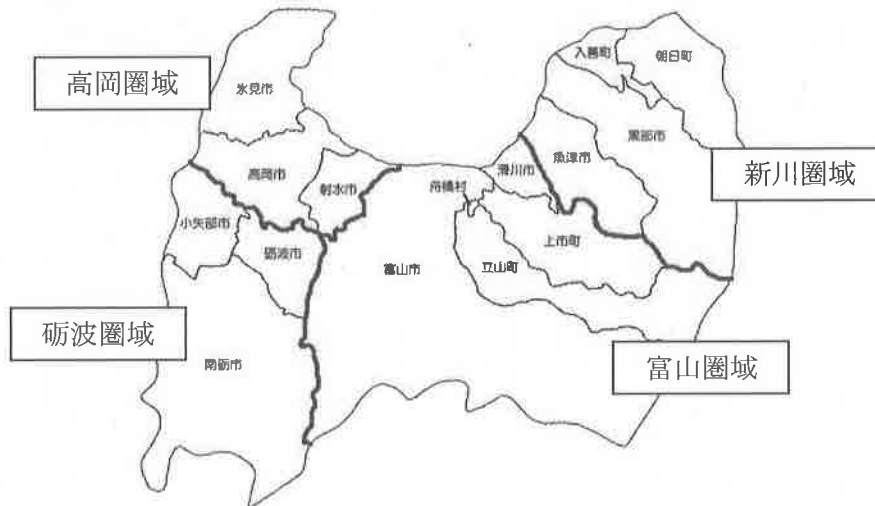 高岡圏域
氷見市
入善町
朝日町
黒部市
高岡市
射水市
滑川市
魚津市
新川圏域
舟橋村
小矢部市
砺波市
富山市
立山町
上市町
砺波圏域
南砺市
富山圏域